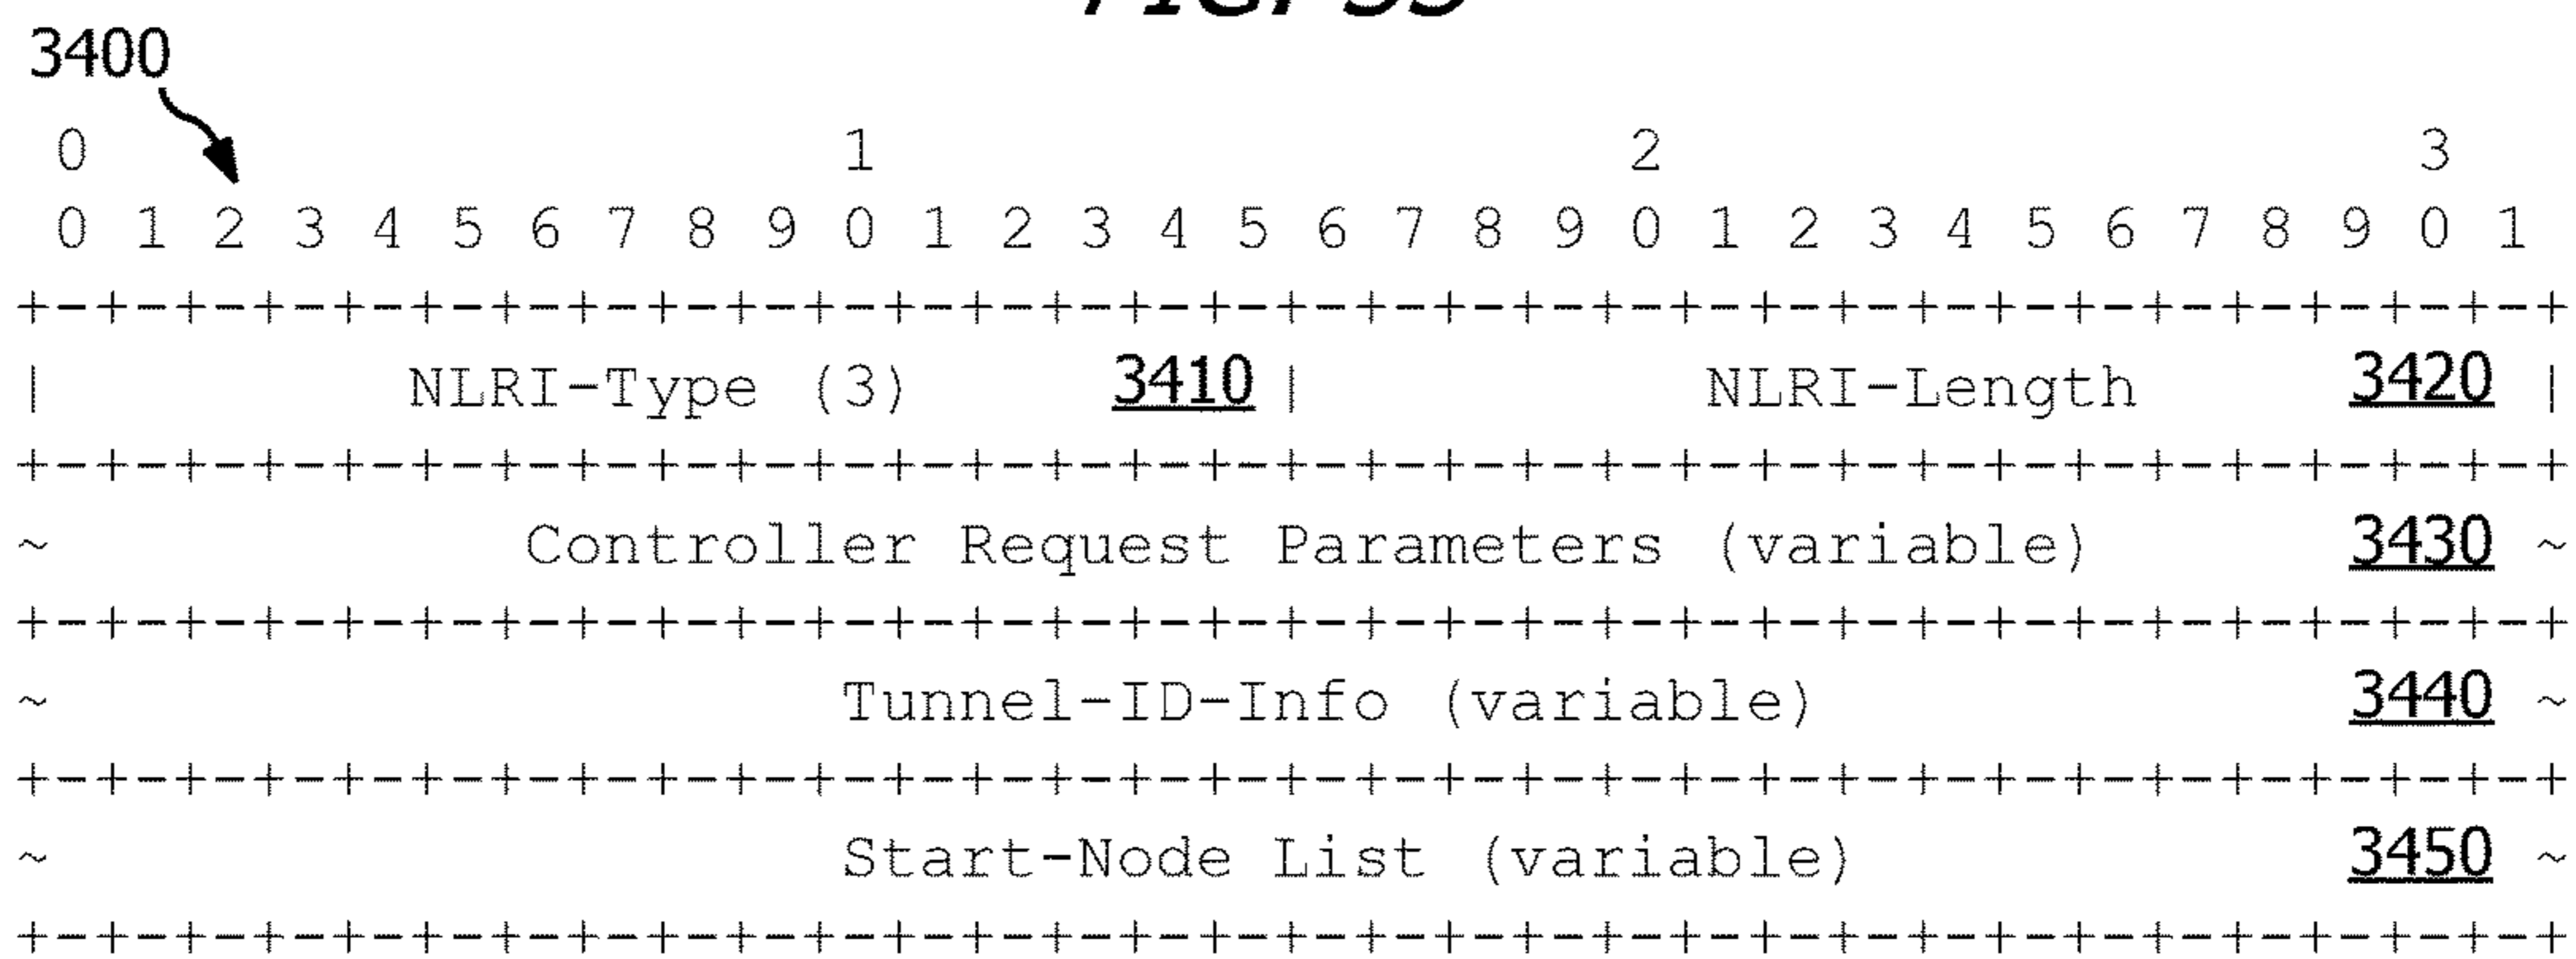 3400
0 1 2 3
0 1 2 3 4 5 6 7 8 9 0 1 2 3 4 5 6 7 8 9 0 1 2 3 4 5 6 7 8 9 0 1
+-+-+-+-+-+-+-+-+-+-+-+-+-+-+-+-+-+-+-+-+-+-+-+-+-+-+-+-+-+-+-+-+
| NLRI-Type (3) 3410 | NLRI-Length 3420 |
+-+-+-+-+-+-+-+-+-+-+-+-+-+-+-+-+-+-+-+-+-+-+-+-+-+-+-+-+-+-+-+-+
~ Controller Request Parameters (variable) 3430 ~
+-+-+-+-+-+-+-+-+-+-+-+-+-+-+-+-+-+-+-+-+-+-+-+-+-+-+-+-+-+-+-+-+
~ Tunnel-ID-Info (variable) 3440 ~
+-+-+-+-+-+-+-+-+-+-+-+-+-+-+-+-+-+-+-+-+-+-+-+-+-+-+-+-+-+-+-+-+
~ Start-Node List (variable) 3450 ~
+-+-+-+-+-+-+-+-+-+-+-+-+-+-+-+-+-+-+-+-+-+-+-+-+-+-+-+-+-+-+-+-+